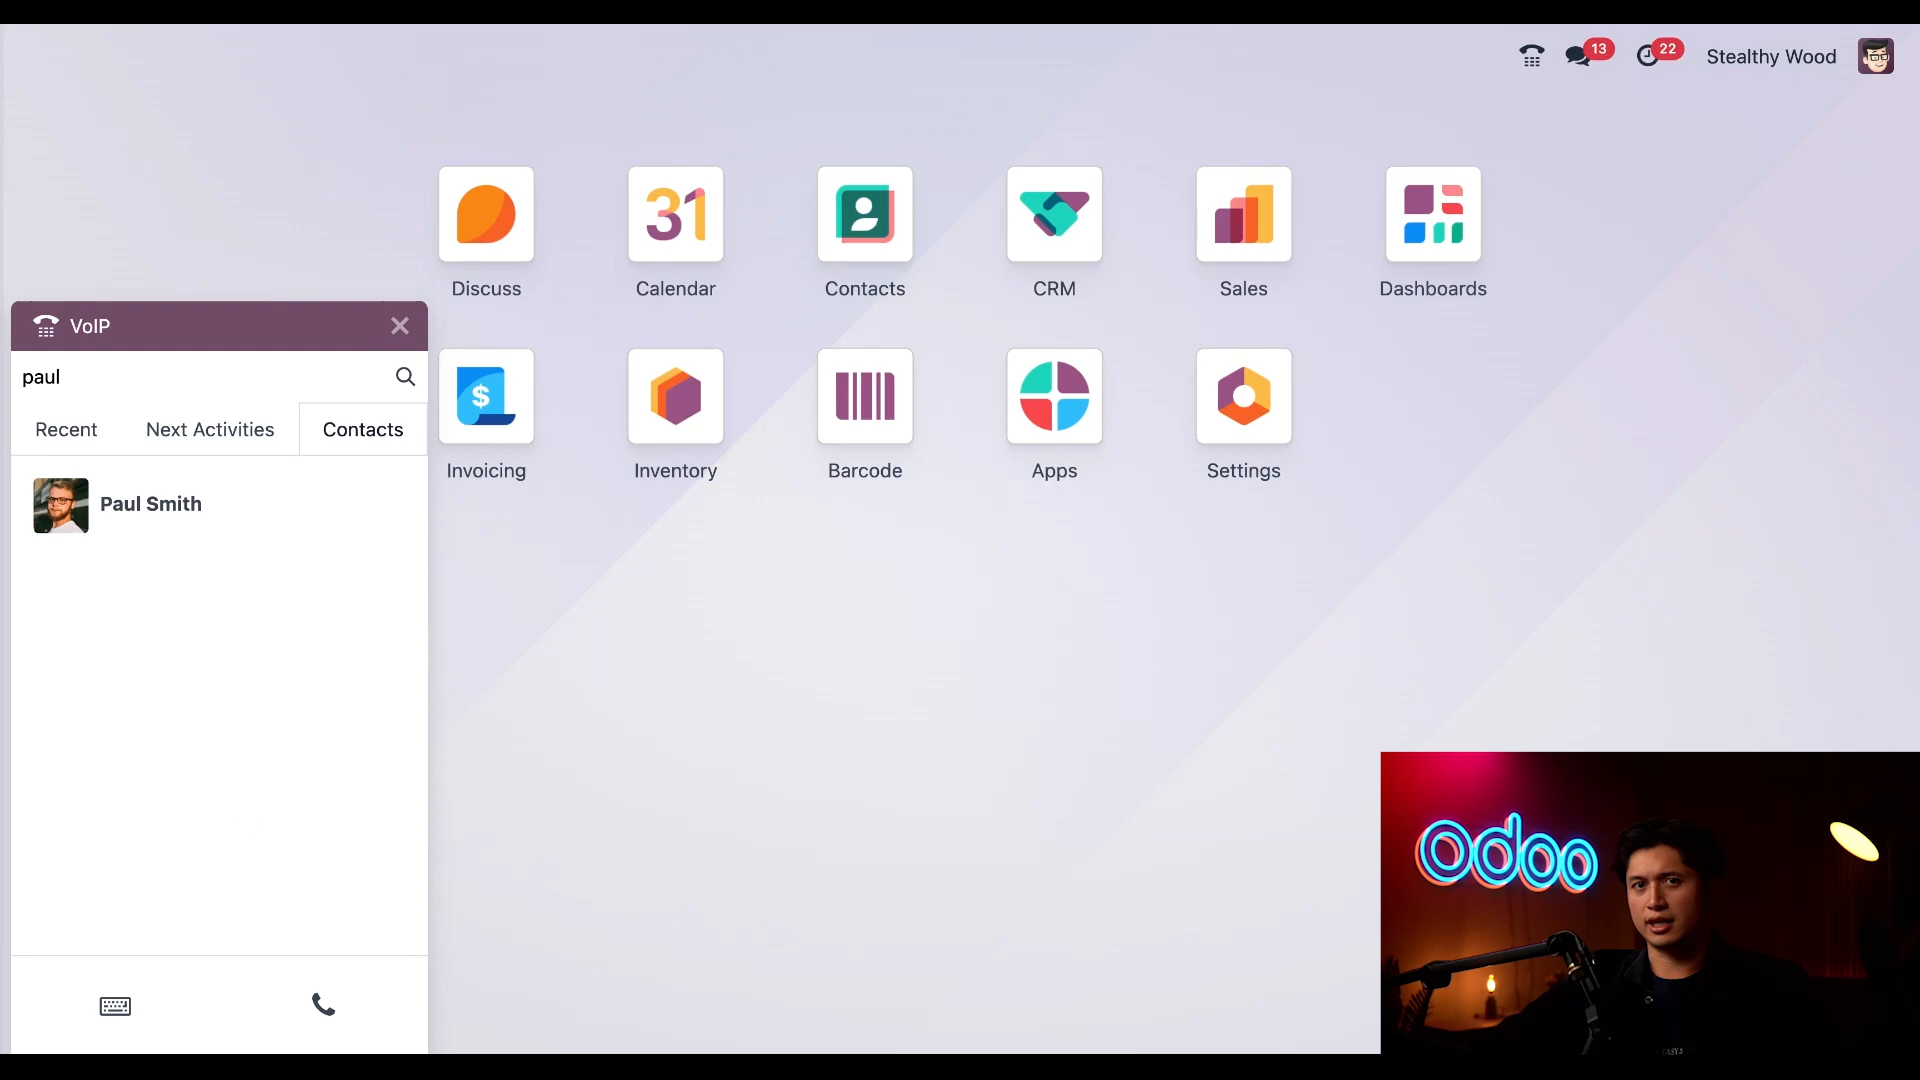 13
22
Stealthy Wood
31
Discuss
Calendar
Contacts
CRM
Sales
Dashboards
VoIP
paul
Recent
Next Activities
Contacts
$
Invoicing
Inventory
Barcode
Apps
Settings
Paul Smith
odoo